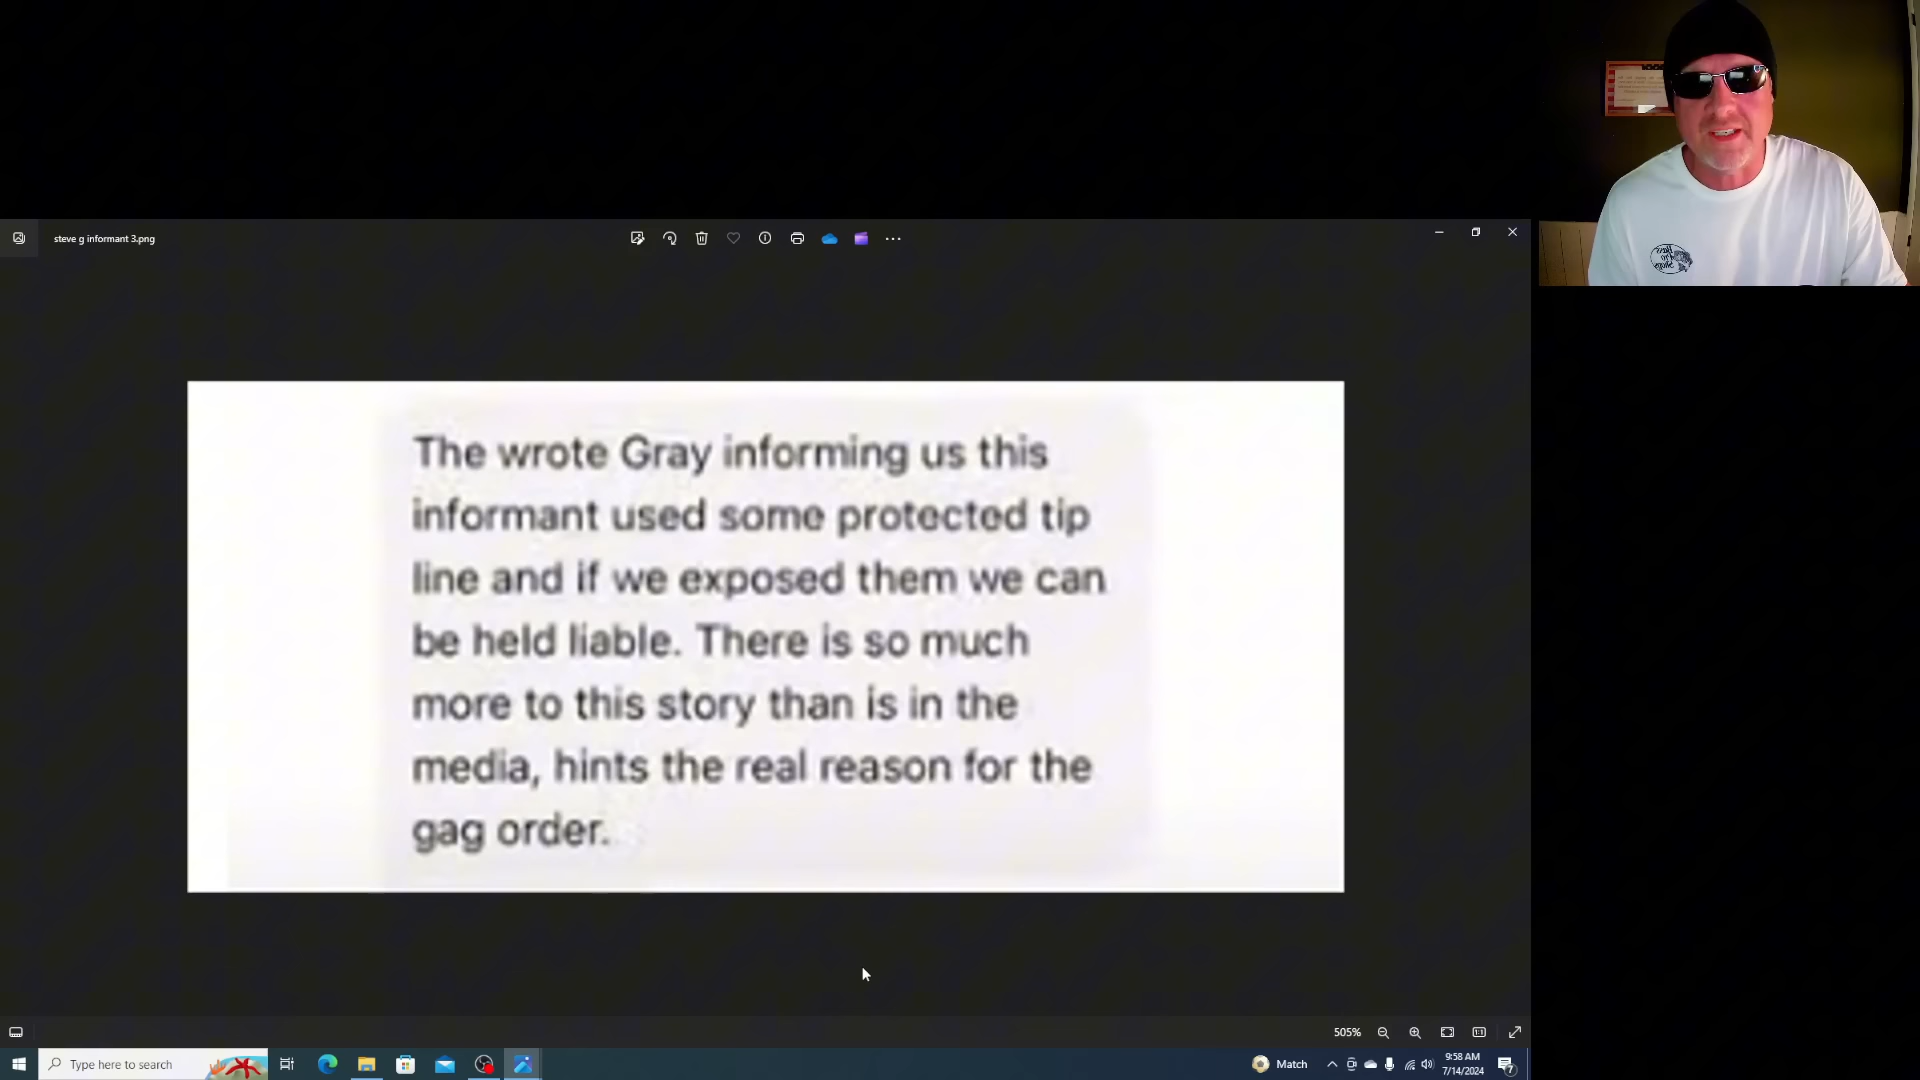 steve g informant 3.png
The wrote Gray informing us this
informant used some protected tip
line and if we exposed them we can
be held liable. There is so much
more to this story than is in the
media, hints the real reason for the
gag order.
505%
Type here to search
Match
9:58 AM
7/14/2024
7